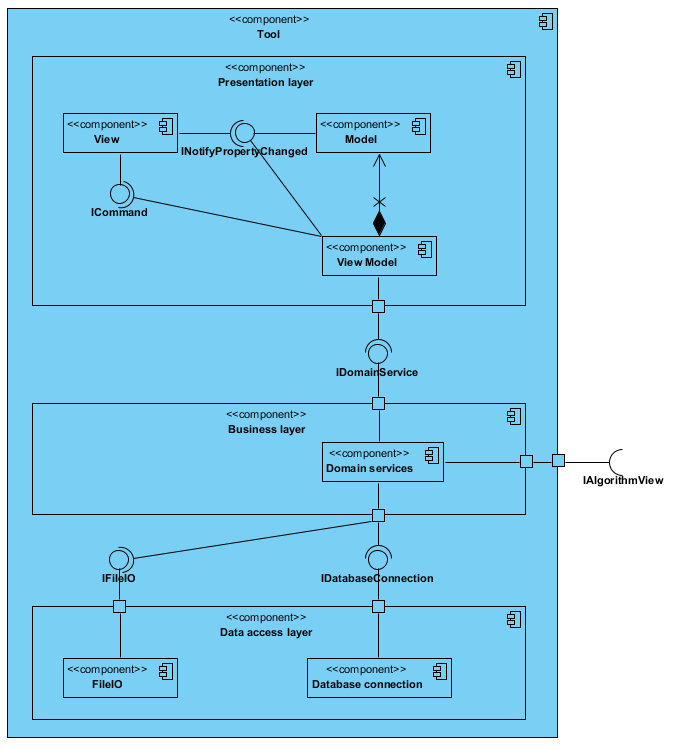 <<component>>
Tool
<<component>>
Presentation layer
<<component>>
View
<<component>>
Model
INotifyPropertyChanged
ICommand
<<component>>
View Model
IDomainService
<<component>>
Business layer
<<component>>
Domain services
IAlgorithmView
IFileIO
IDatabaseConnection
<<component>>
Data access layer
<<component>>
FileIO
<<component>>
Database connection